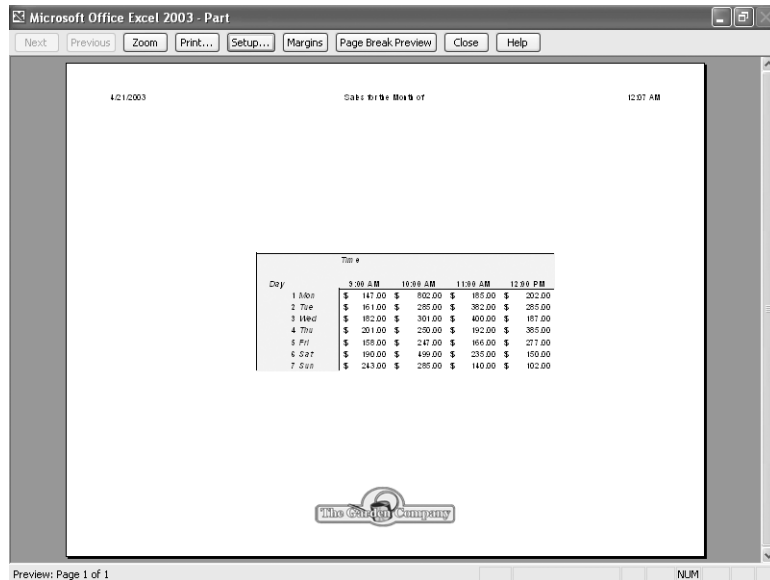 Microsoft Office Excel 2003 - Part
Next Previous Zoom Print... Setup... Margins Page Break Preview Close Help
4/21/2003 Sales for the Month of 12:07 AM
Time
Day 9:00 AM 10:00 AM 11:00 AM 12:00 PM
1 Mon $ 147.00 $ 802.00 $ 185.00 $ 202.00
2 Tue $ 161.00 $ 285.00 $ 382.00 $ 285.00
3 Wed $ 182.00 $ 301.00 $ 400.00 $ 187.00
4 Thu $ 201.00 $ 250.00 $ 192.00 $ 385.00
5 Fri $ 158.00 $ 247.00 $ 166.00 $ 277.00
6 Sat $ 190.00 $ 499.00 $ 235.00 $ 150.00
7 Sun $ 243.00 $ 285.00 $ 140.00 $ 102.00
The Garden Company
Preview: Page 1 of 1 NUM